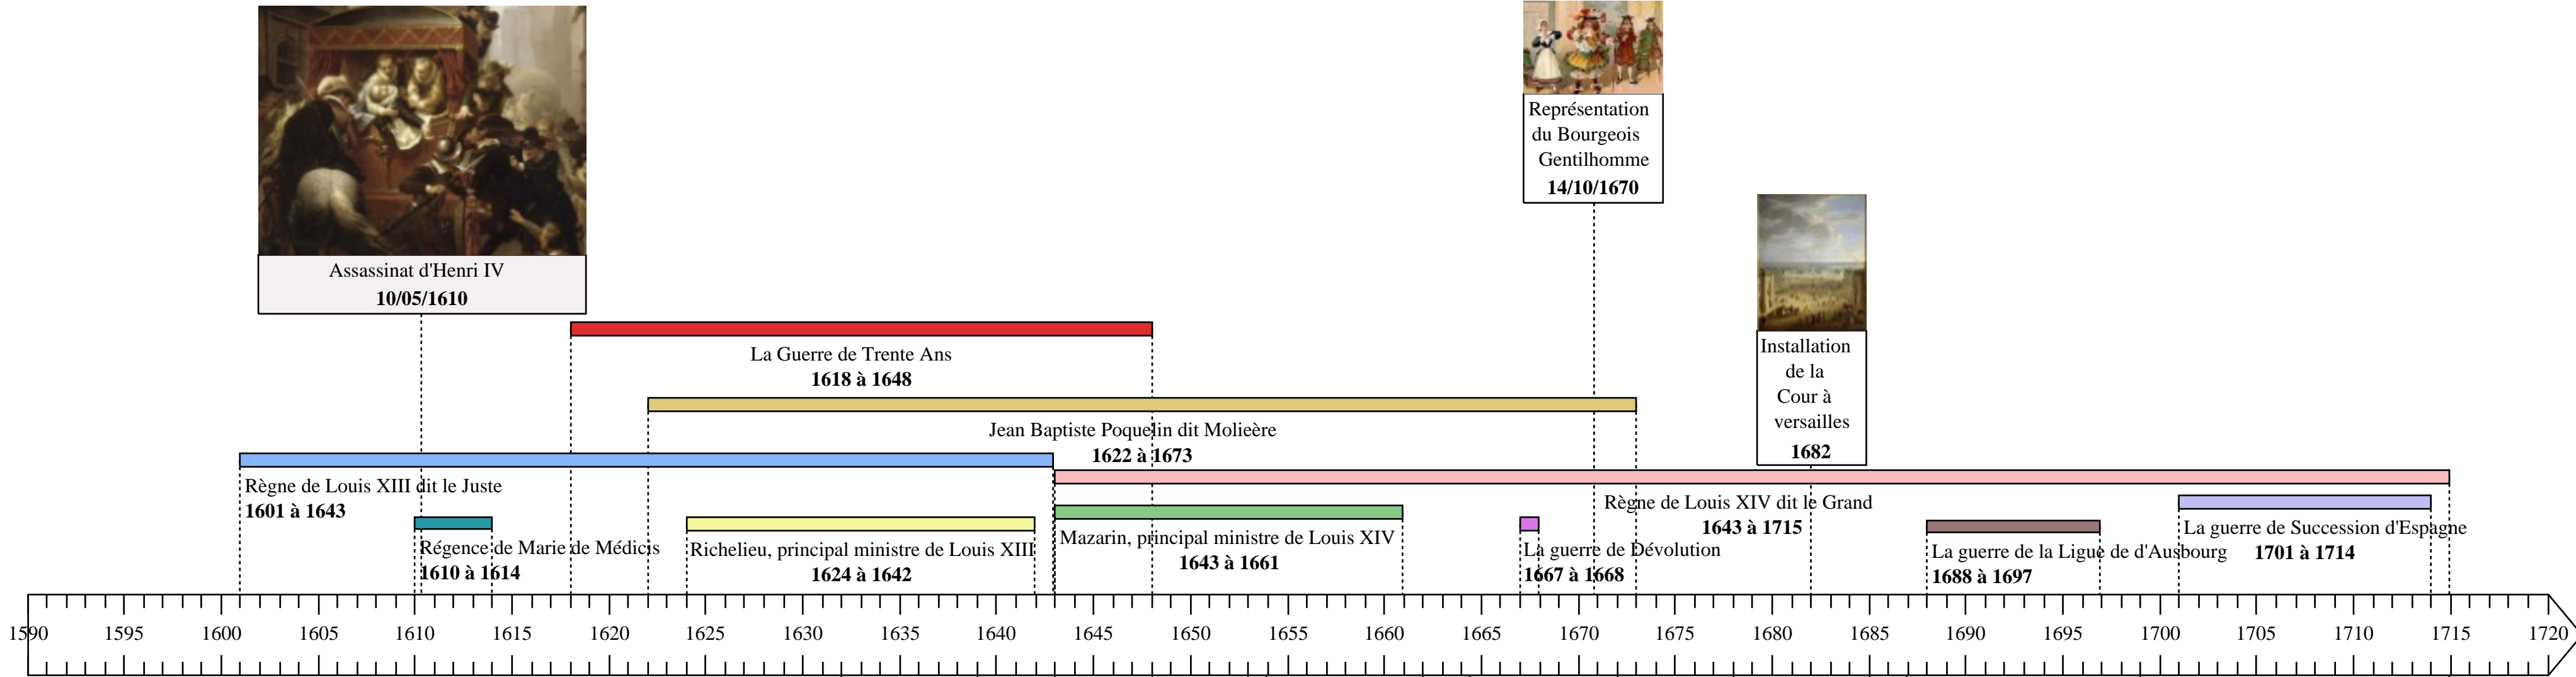 Représentation
du Bourgeois
Gentilhomme
14/10/1670
Assassinat d'Henri IV
10/05/1610
Installation
de la
Cour à
versailles
1682
La Guerre de Trente Ans
1618 à 1648
Jean Baptiste Poquelin dit Molieère
1622 à 1673
Règne de Louis XIII dit le Juste
1601 à 1643
Règne de Louis XIV dit le Grand
1643 à 1715
Régence de Marie de Médicis
1610 à 1614
Richelieu, principal ministre de Louis XIII
1624 à 1642
Mazarin, principal ministre de Louis XIV
1643 à 1661
La guerre de Dévolution
1667 à 1668
La guerre de la Ligue de d'Ausbourg
1688 à 1697
La guerre de Succession d'Espagne
1701 à 1714
1590 1595 1600 1605 1610 1615 1620 1625 1630 1635 1640 1645 1650 1655 1660 1665 1670 1675 1680 1685 1690 1695 1700 1705 1710 1715 1720